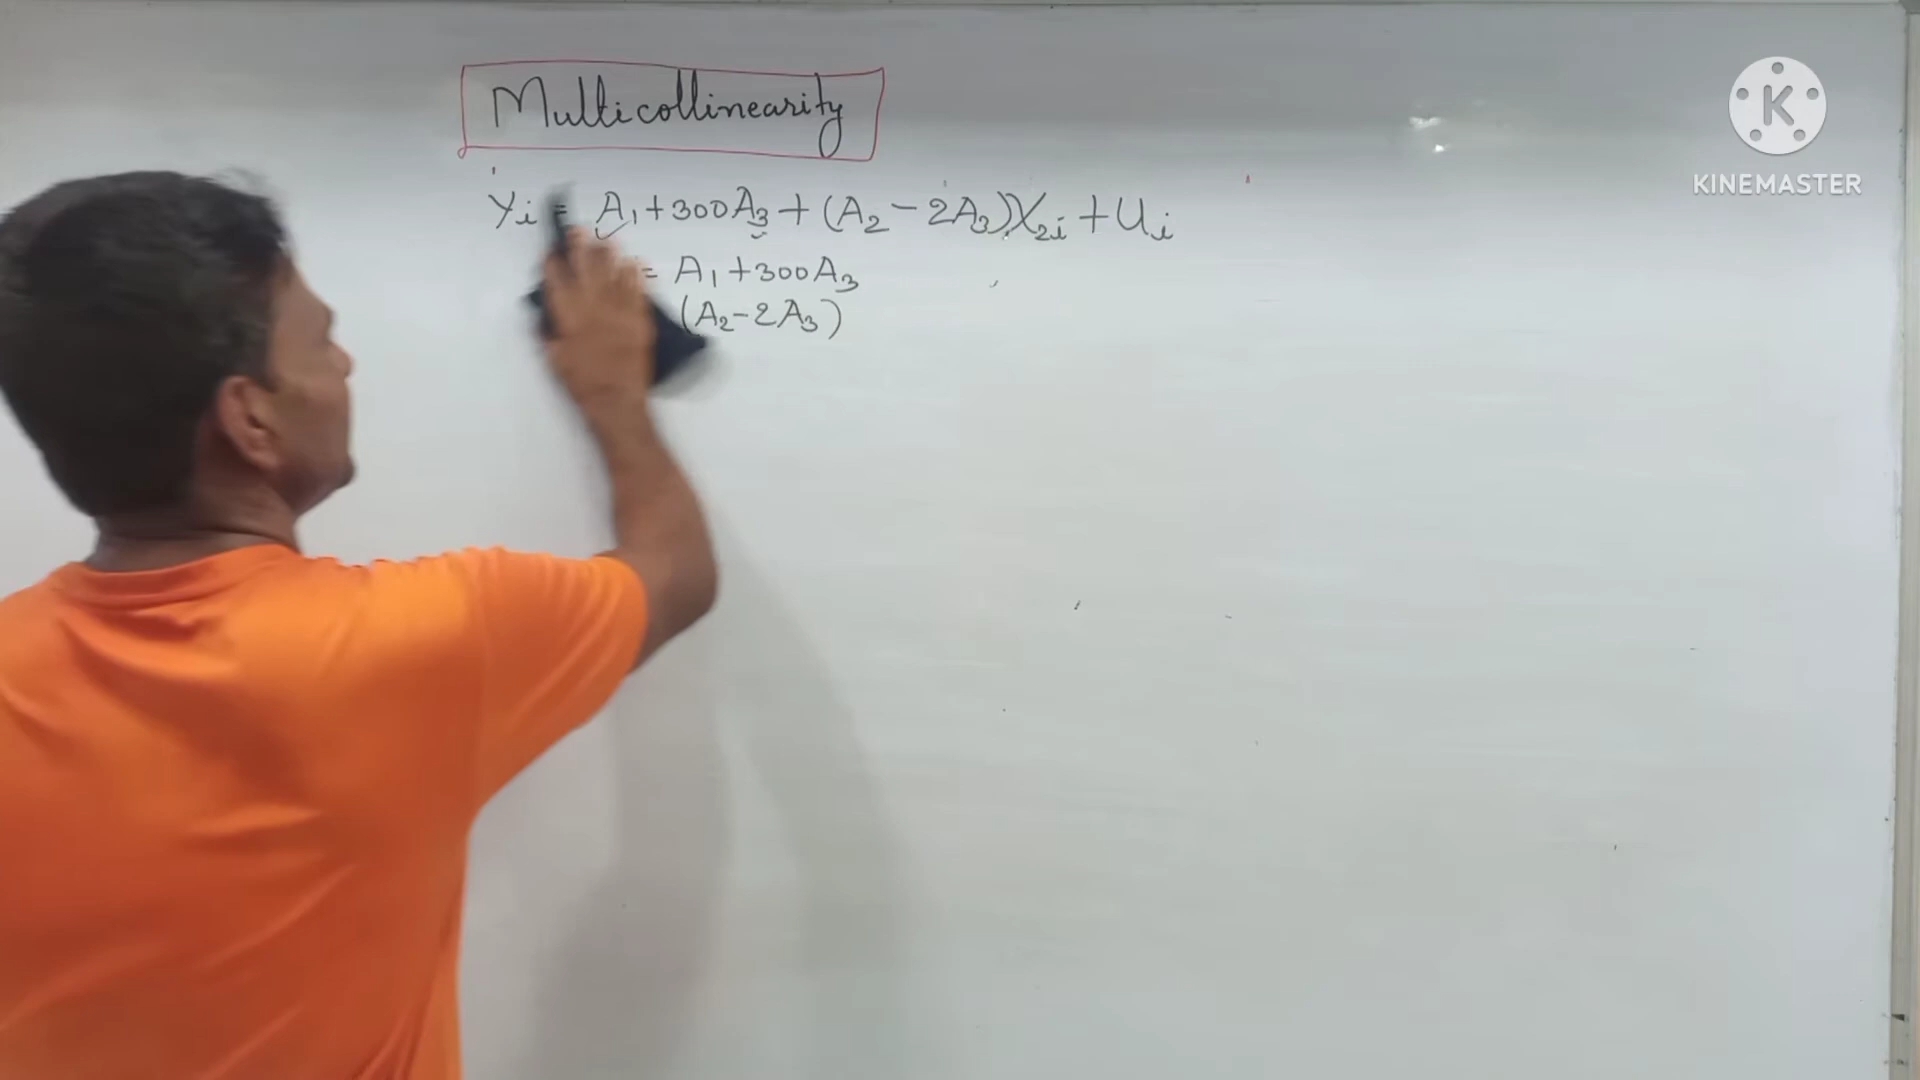 Multicollinearity
Yi = A₁ + 300A₃ + (A₂ - 2A₃)X₂ᵢ + Uᵢ
= A₁ + 300A₃
(A₂ - 2A₃)
K
KINEMASTER